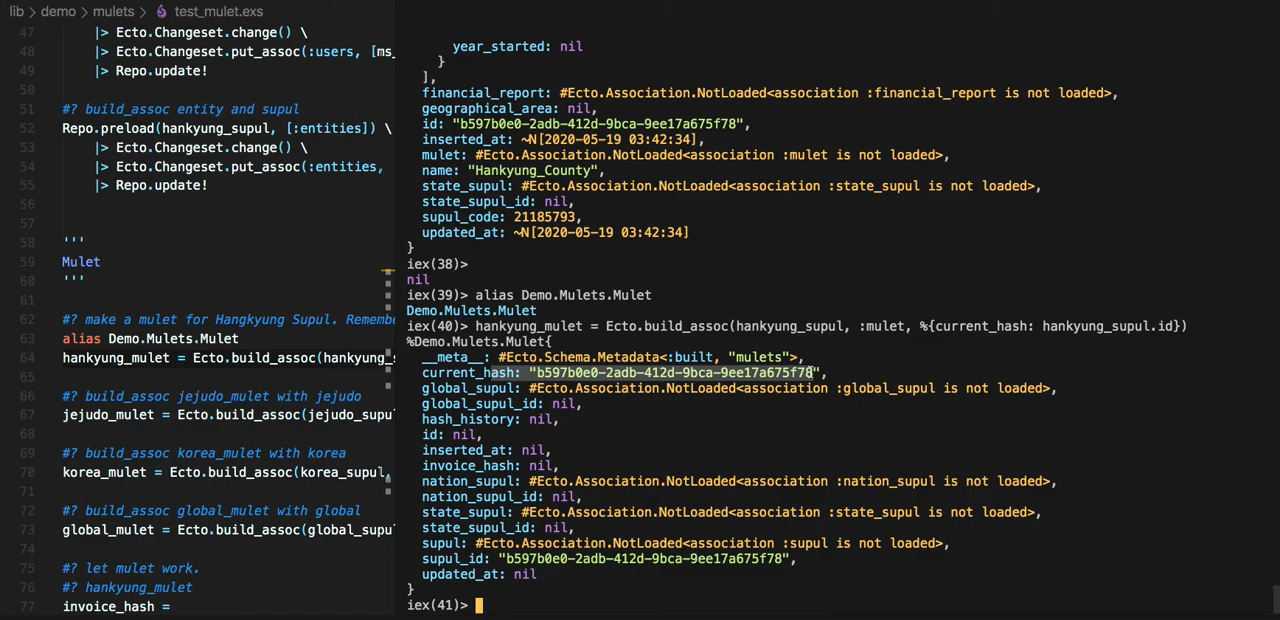 lib > demo > mulets > test_mulet.exs
47 |> Ecto.Changeset.change() \
48 |> Ecto.Changeset.put_assoc(:users, [ms_
49 |> Repo.update!
50
51 #? build_assoc entity and supul
52 Repo.preload(hankyung_supul, [:entities]) \
53 |> Ecto.Changeset.change() \
54 |> Ecto.Changeset.put_assoc(:entities,
55 |> Repo.update!
56
57
58 '''
59 Mulet
60 '''
61
62 #? make a mulet for Hangkyung Supul. Remembe
63 alias Demo.Mulets.Mulet
64 hankyung_mulet = Ecto.build_assoc(hankyung_s
65
66 #? build_assoc jejudo_mulet with jejudo
67 jejudo_mulet = Ecto.build_assoc(jejudo_supul
68
69 #? build_assoc korea_mulet with korea
70 korea_mulet = Ecto.build_assoc(korea_supul,
71
72 #? build_assoc global_mulet with global
73 global_mulet = Ecto.build_assoc(global_supul
74
75 #? let mulet work.
76 #? hankyung_mulet
77 invoice_hash =
year_started: nil
}
],
financial_report: #Ecto.Association.NotLoaded<association :financial_report is not loaded>,
geographical_area: nil,
id: "b597b0e0-2adb-412d-9bca-9ee17a675f78",
inserted_at: ~N[2020-05-19 03:42:34],
mulet: #Ecto.Association.NotLoaded<association :mulet is not loaded>,
name: "Hankyung_County",
state_supul: #Ecto.Association.NotLoaded<association :state_supul is not loaded>,
state_supul_id: nil,
supul_code: 21185793,
updated_at: ~N[2020-05-19 03:42:34]
}
iex(38)>
nil
iex(39)> alias Demo.Mulets.Mulet
Demo.Mulets.Mulet
iex(40)> hankyung_mulet = Ecto.build_assoc(hankyung_supul, :mulet, %{current_hash: hankyung_supul.id})
%Demo.Mulets.Mulet{
__meta__: #Ecto.Schema.Metadata<:built, "mulets">,
current_hash: "b597b0e0-2adb-412d-9bca-9ee17a675f78",
global_supul: #Ecto.Association.NotLoaded<association :global_supul is not loaded>,
global_supul_id: nil,
hash_history: nil,
id: nil,
inserted_at: nil,
invoice_hash: nil,
nation_supul: #Ecto.Association.NotLoaded<association :nation_supul is not loaded>,
nation_supul_id: nil,
state_supul: #Ecto.Association.NotLoaded<association :state_supul is not loaded>,
state_supul_id: nil,
supul: #Ecto.Association.NotLoaded<association :supul is not loaded>,
supul_id: "b597b0e0-2adb-412d-9bca-9ee17a675f78",
updated_at: nil
}
iex(41)>